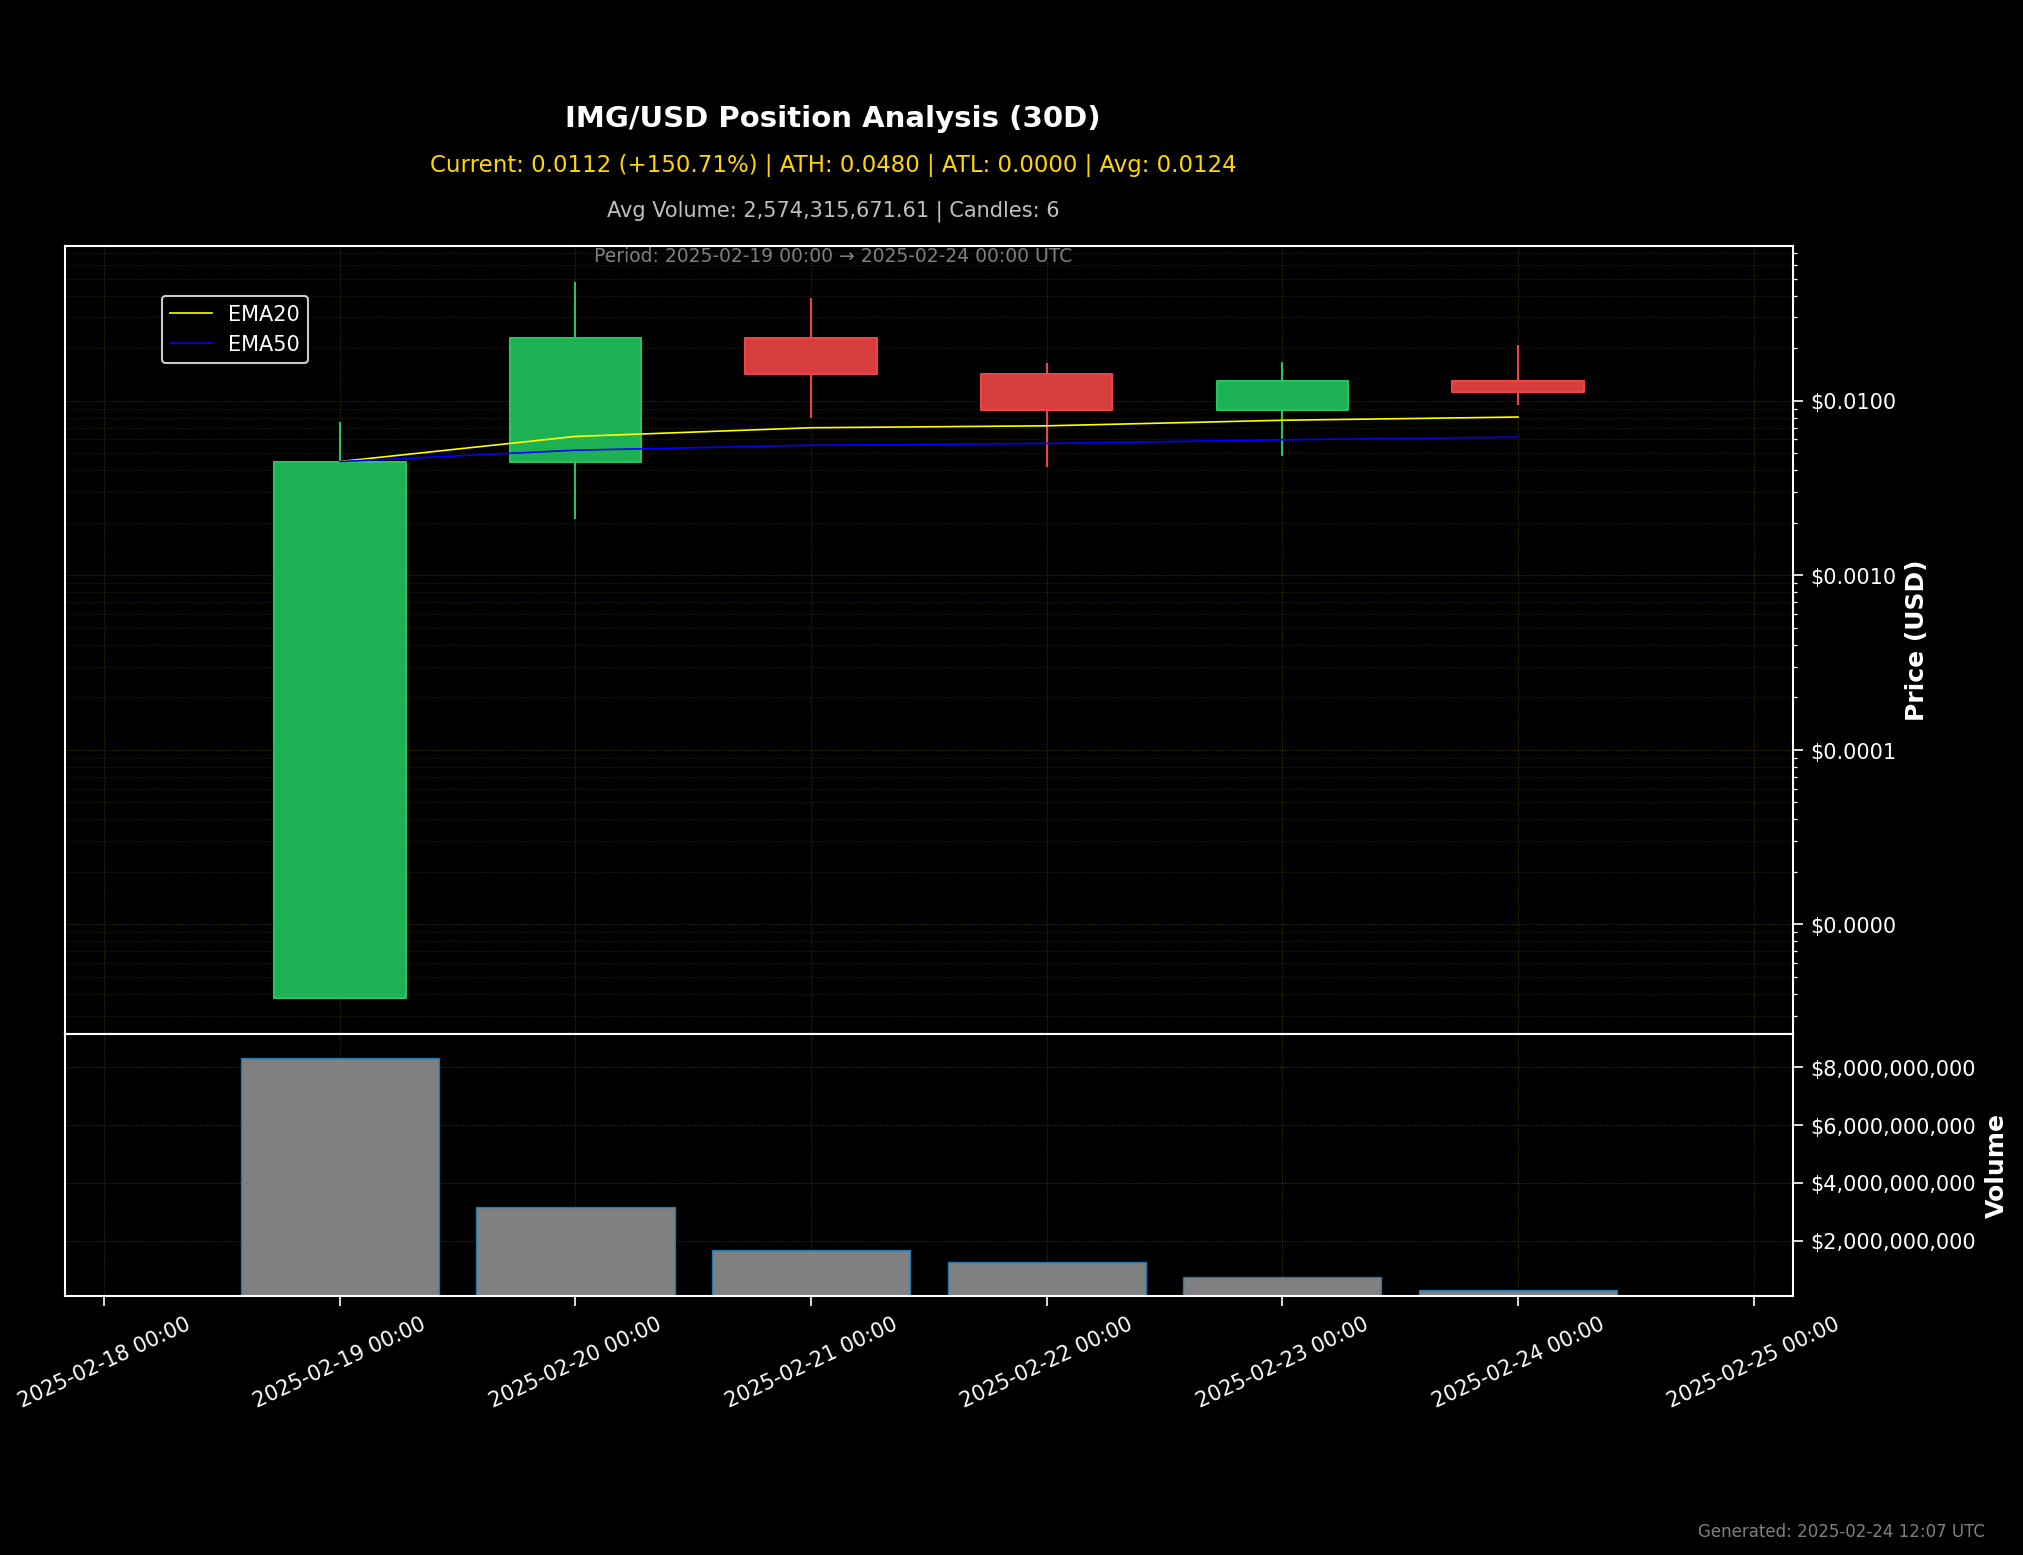 IMG/USD Position Analysis (30D)
Current: 0.0112 (+150.71%) | ATH: 0.0480 | ATL: 0.0000 | Avg: 0.0124
Avg Volume: 2,574,315,671.61 | Candles: 6
Period: 2025-02-19 00:00 → 2025-02-24 00:00 UTC
EMA20
EMA50
$0.0100
$0.0010
$0.0001
$0.0000
Price (USD)
$8,000,000,000
$6,000,000,000
$4,000,000,000
$2,000,000,000
Volume
2025-02-18 00:00
2025-02-19 00:00
2025-02-20 00:00
2025-02-21 00:00
2025-02-22 00:00
2025-02-23 00:00
2025-02-24 00:00
2025-02-25 00:00
Generated: 2025-02-24 12:07 UTC